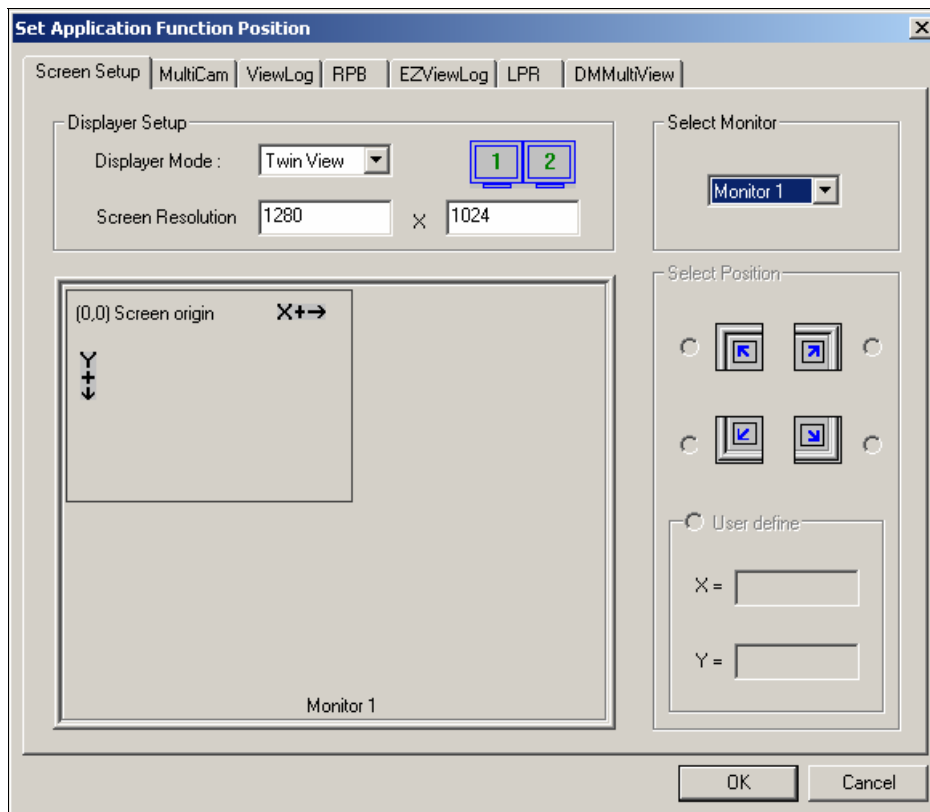 Set Application Function Position
Screen Setup MultiCam ViewLog RPB EZViewLog LPR DMMultiView
Displayer Setup
Displayer Mode : Twin View 1 2
Screen Resolution 1280 X 1024
Select Monitor
Monitor 1
(0,0) Screen origin X+→
Y
+
↓
Monitor 1
Select Position
User define
X =
Y =
OK Cancel